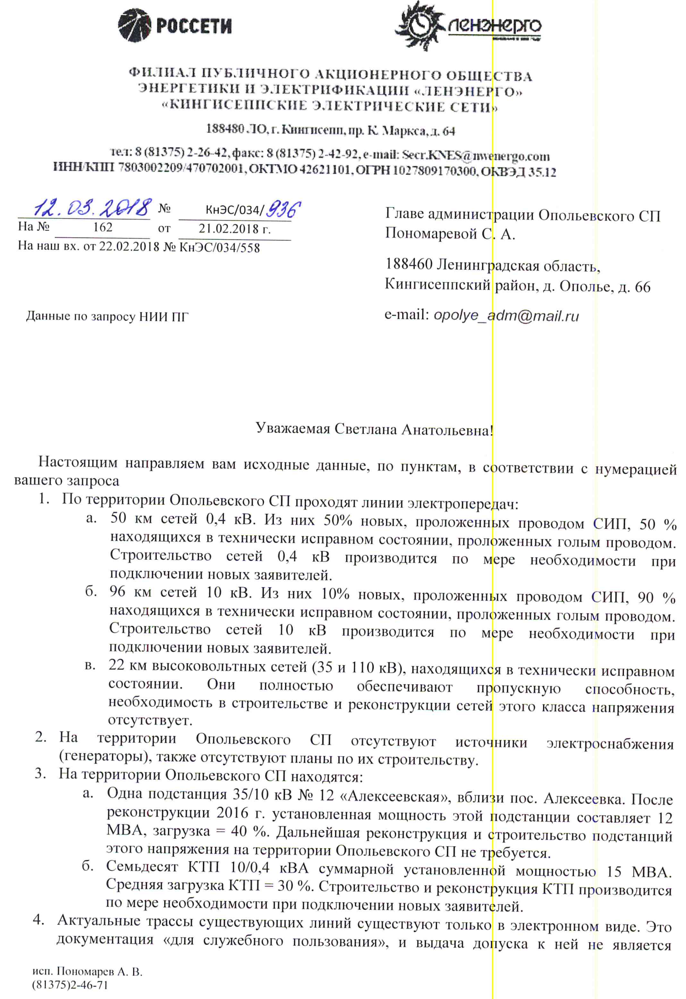 РОССЕТИ
ленэнерго
ФИЛИАЛ ПУБЛИЧНОГО АКЦИОНЕРНОГО ОБЩЕСТВА
ЭНЕРГЕТИКИ И ЭЛЕКТРИФИКАЦИИ «ЛЕНЭНЕРГО»
«КИНГИСЕППСКИЕ ЭЛЕКТРИЧЕСКИЕ СЕТИ»
188480 ЛО, г. Кингисепп, пр. К. Маркса, д. 64
тел: 8 (81375) 2-26-42, факс: 8 (81375) 2-42-92, e-mail: Secr.KNES@nwenergo.com
ИНН/КПП 7803002209/470702001, ОКТМО 42621101, ОГРН 1027809170300, ОКВЭД 35.12
12.03.2018 № КнЭС/034/936
На № 162 от 21.02.2018 г.
На наш вх. от 22.02.2018 № КнЭС/034/558
Главе администрации Опольевского СП
Пономаревой С. А.
188460 Ленинградская область,
Кингисеппский район, д. Ополье, д. 66
e-mail: opolye_adm@mail.ru
Данные по запросу НИИ ПГ
Уважаемая Светлана Анатольевна!
Настоящим направляем вам исходные данные, по пунктам, в соответствии с нумерацией
вашего запроса
1. По территории Опольевского СП проходят линии электропередач:
а. 50 км сетей 0,4 кВ. Из них 50% новых, проложенных проводом СИП, 50 %
находящихся в технически исправном состоянии, проложенных голым проводом.
Строительство сетей 0,4 кВ производится по мере необходимости при
подключении новых заявителей.
б. 96 км сетей 10 кВ. Из них 10% новых, проложенных проводом СИП, 90 %
находящихся в технически исправном состоянии, проложенных голым проводом.
Строительство сетей 10 кВ производится по мере необходимости при
подключении новых заявителей.
в. 22 км высоковольтных сетей (35 и 110 кВ), находящихся в технически исправном
состоянии. Они полностью обеспечивают пропускную способность,
необходимость в строительстве и реконструкции сетей этого класса напряжения
отсутствует.
2. На территории Опольевского СП отсутствуют источники электроснабжения
(генераторы), также отсутствуют планы по их строительству.
3. На территории Опольевского СП находятся:
а. Одна подстанция 35/10 кВ № 12 «Алексеевская», вблизи пос. Алексеевка. После
реконструкции 2016 г. установленная мощность этой подстанции составляет 12
МВА, загрузка = 40 %. Дальнейшая реконструкция и строительство подстанций
этого напряжения на территории Опольевского СП не требуется.
б. Семьдесят КТП 10/0,4 кВА суммарной установленной мощностью 15 МВА.
Средняя загрузка КТП = 30 %. Строительство и реконструкция КТП производится
по мере необходимости при подключении новых заявителей.
4. Актуальные трассы существующих линий существуют только в электронном виде. Это
документация «для служебного пользования», и выдача допуска к ней не является
исп. Пономарев А. В.
(81375)2-46-71